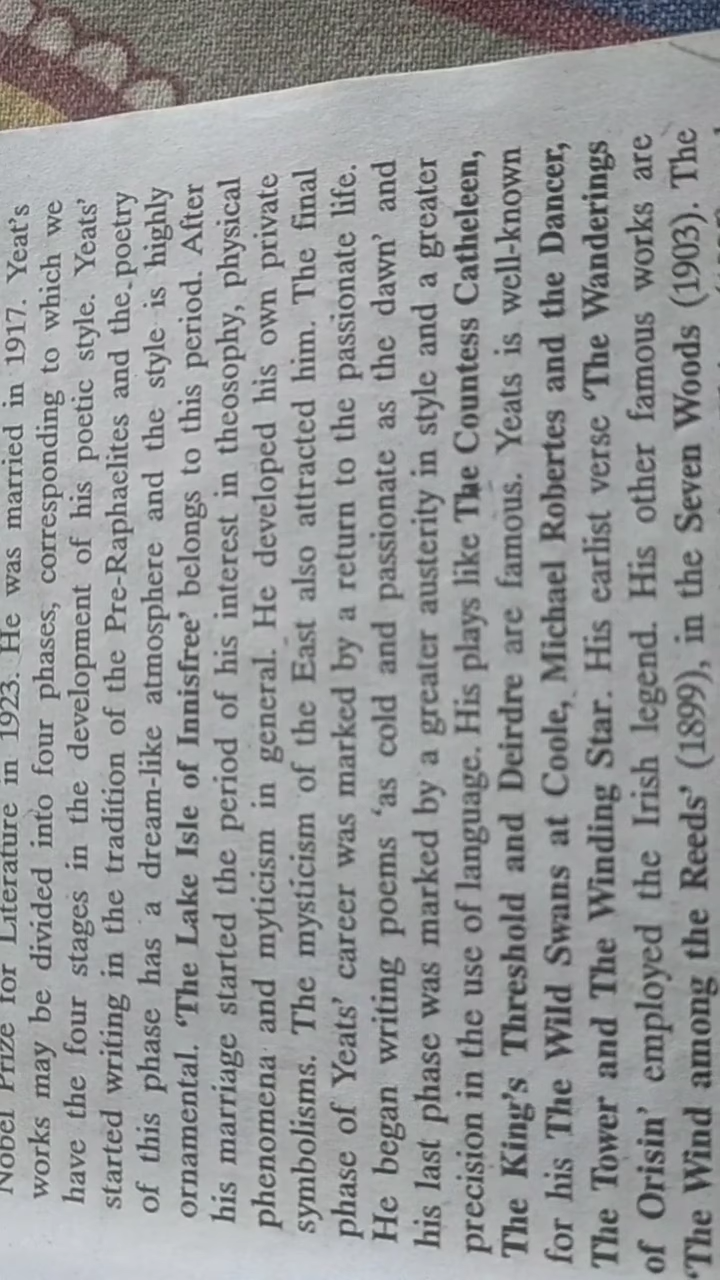 Nobel Prize for Literature in 1923. He was married in 1917. Yeat's
works may be divided into four phases, corresponding to which we
have the four stages in the development of his poetic style. Yeats'
started writing in the tradition of the Pre-Raphaelites and the poetry
of this phase has a dream-like atmosphere and the style is highly
ornamental. 'The Lake Isle of Innisfree' belongs to this period. After
his marriage started the period of his interest in theosophy, physical
phenomena and myticism in general. He developed his own private
symbolisms. The mysticism of the East also attracted him. The final
phase of Yeats' career was marked by a return to the passionate life.
He began writing poems 'as cold and passionate as the dawn' and
his last phase was marked by a greater austerity in style and a greater
precision in the use of language. His plays like The Countess Catheleen,
The King's Threshold and Deirdre are famous. Yeats is well-known
for his The Wild Swans at Coole, Michael Robertes and the Dancer,
The Tower and The Winding Star. His earlist verse 'The Wanderings
of Orisin' employed the Irish legend. His other famous works are
'The Wind among the Reeds' (1899), in the Seven Woods (1903). The